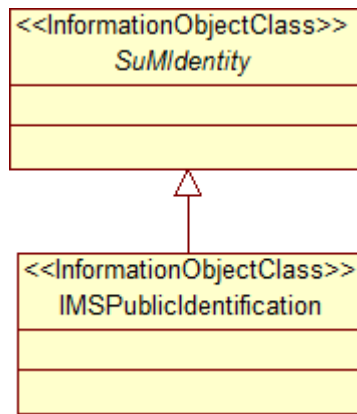 <<InformationObjectClass>>
SuMIdentity
<<InformationObjectClass>>
IMSPublicIdentification